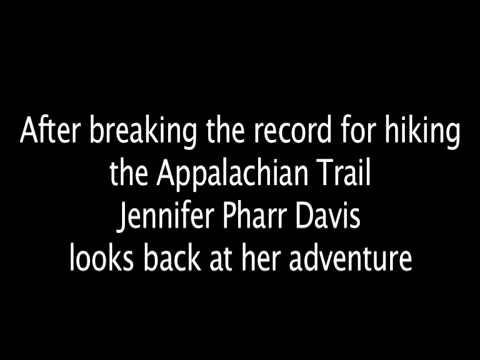 After breaking the record for hiking
the Appalachian Trail
Jennifer Pharr Davis
looks back at her adventure